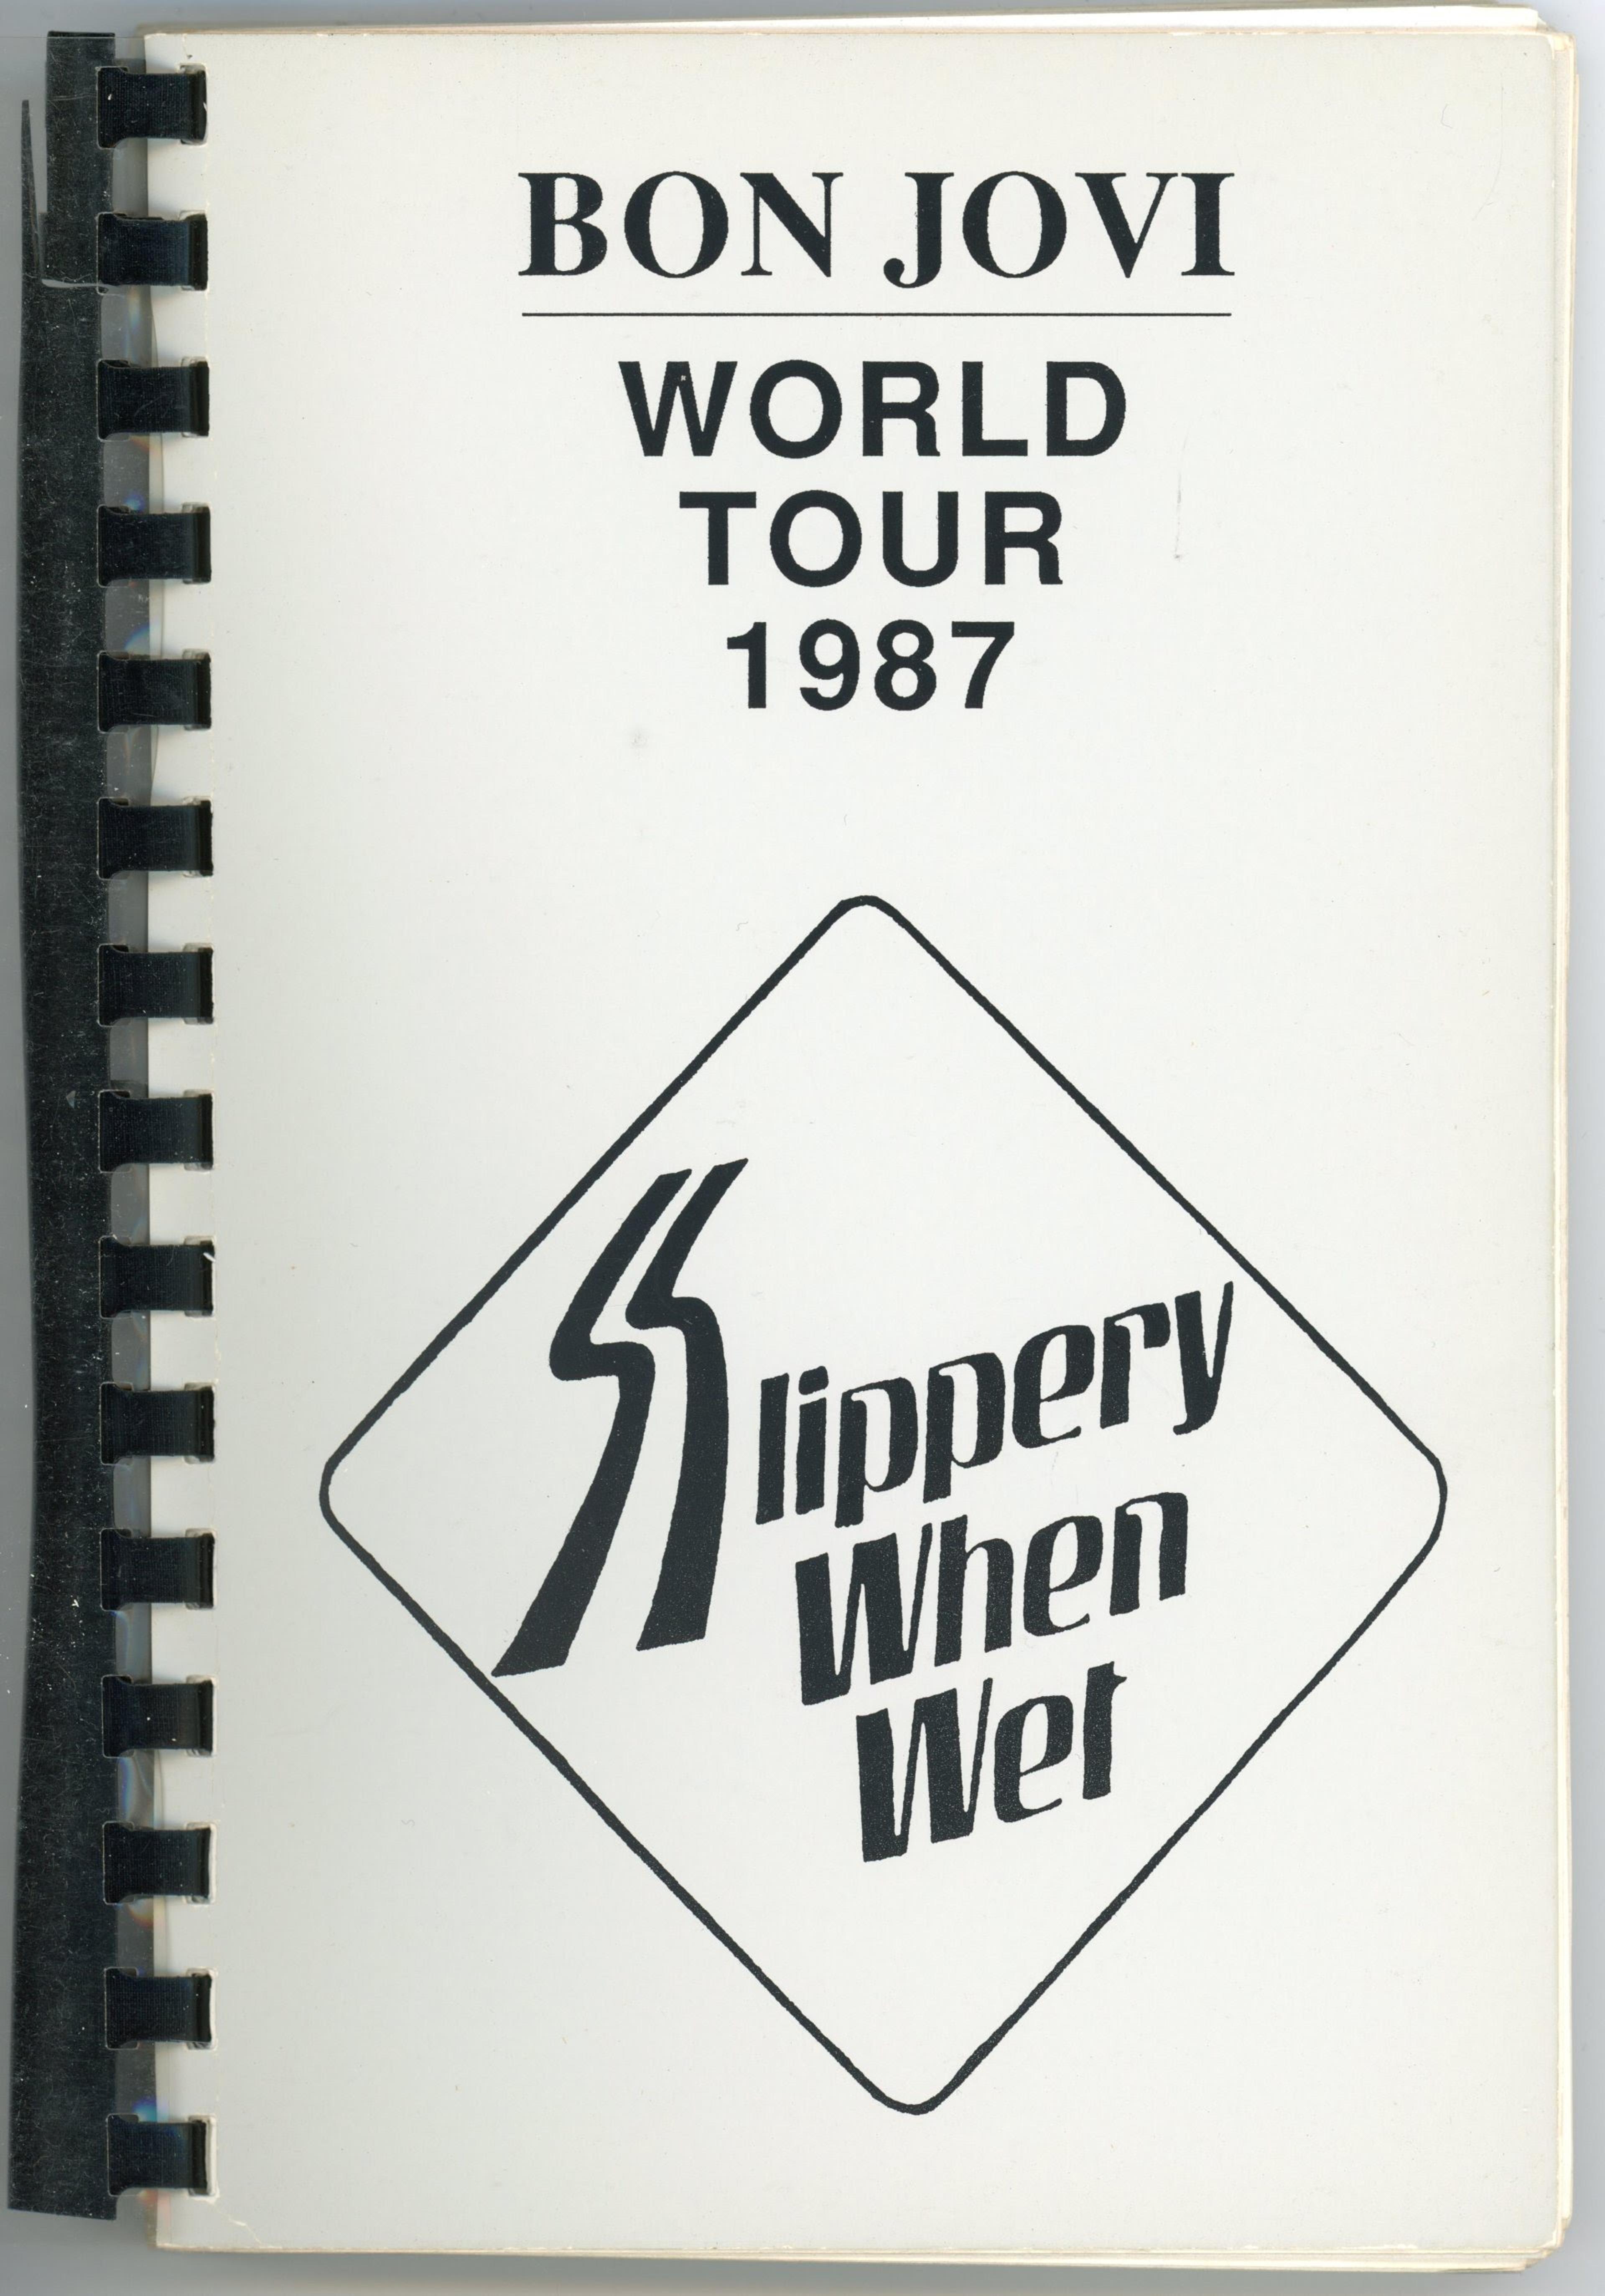 BON JOVI
WORLD
TOUR
1987
Slippery
When
Wet